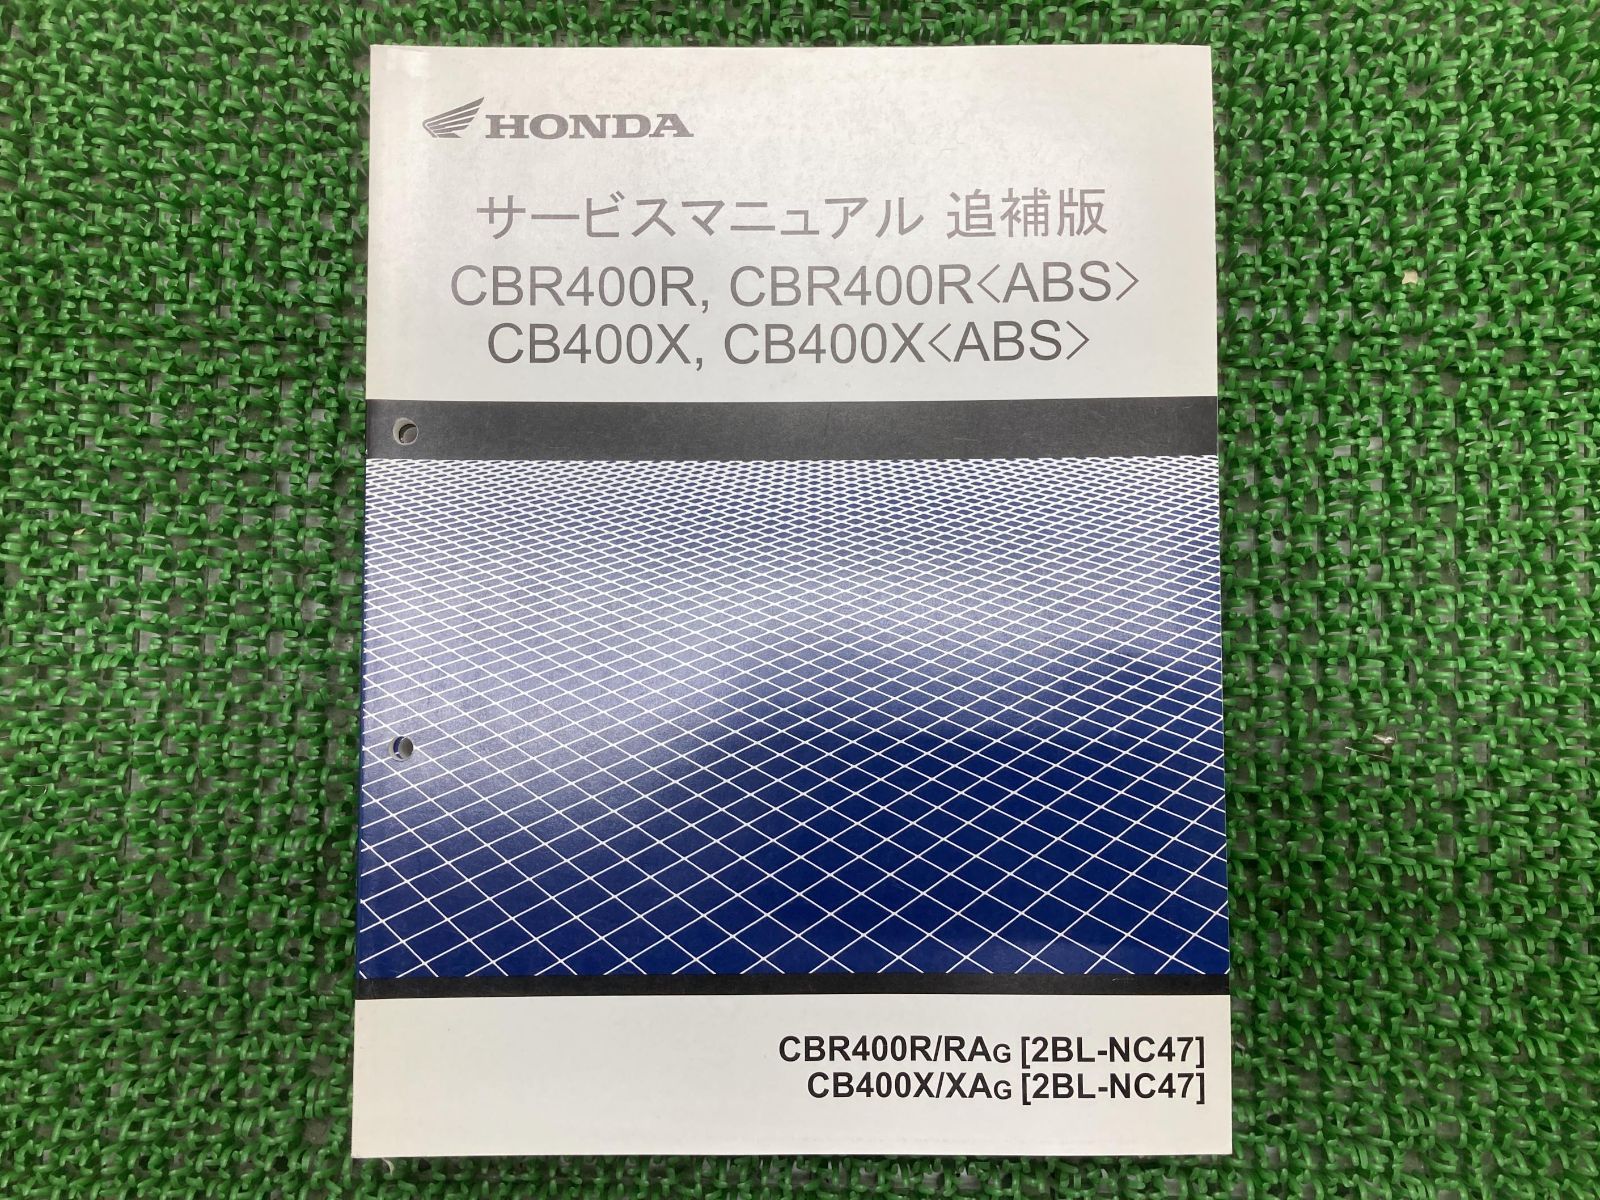 HONDA
サービスマニュアル 追補版
CBR400R, CBR400R<ABS>
CB400X, CB400X<ABS>
CBR400R/RAG [2BL-NC47]
CB400X/XAG [2BL-NC47]